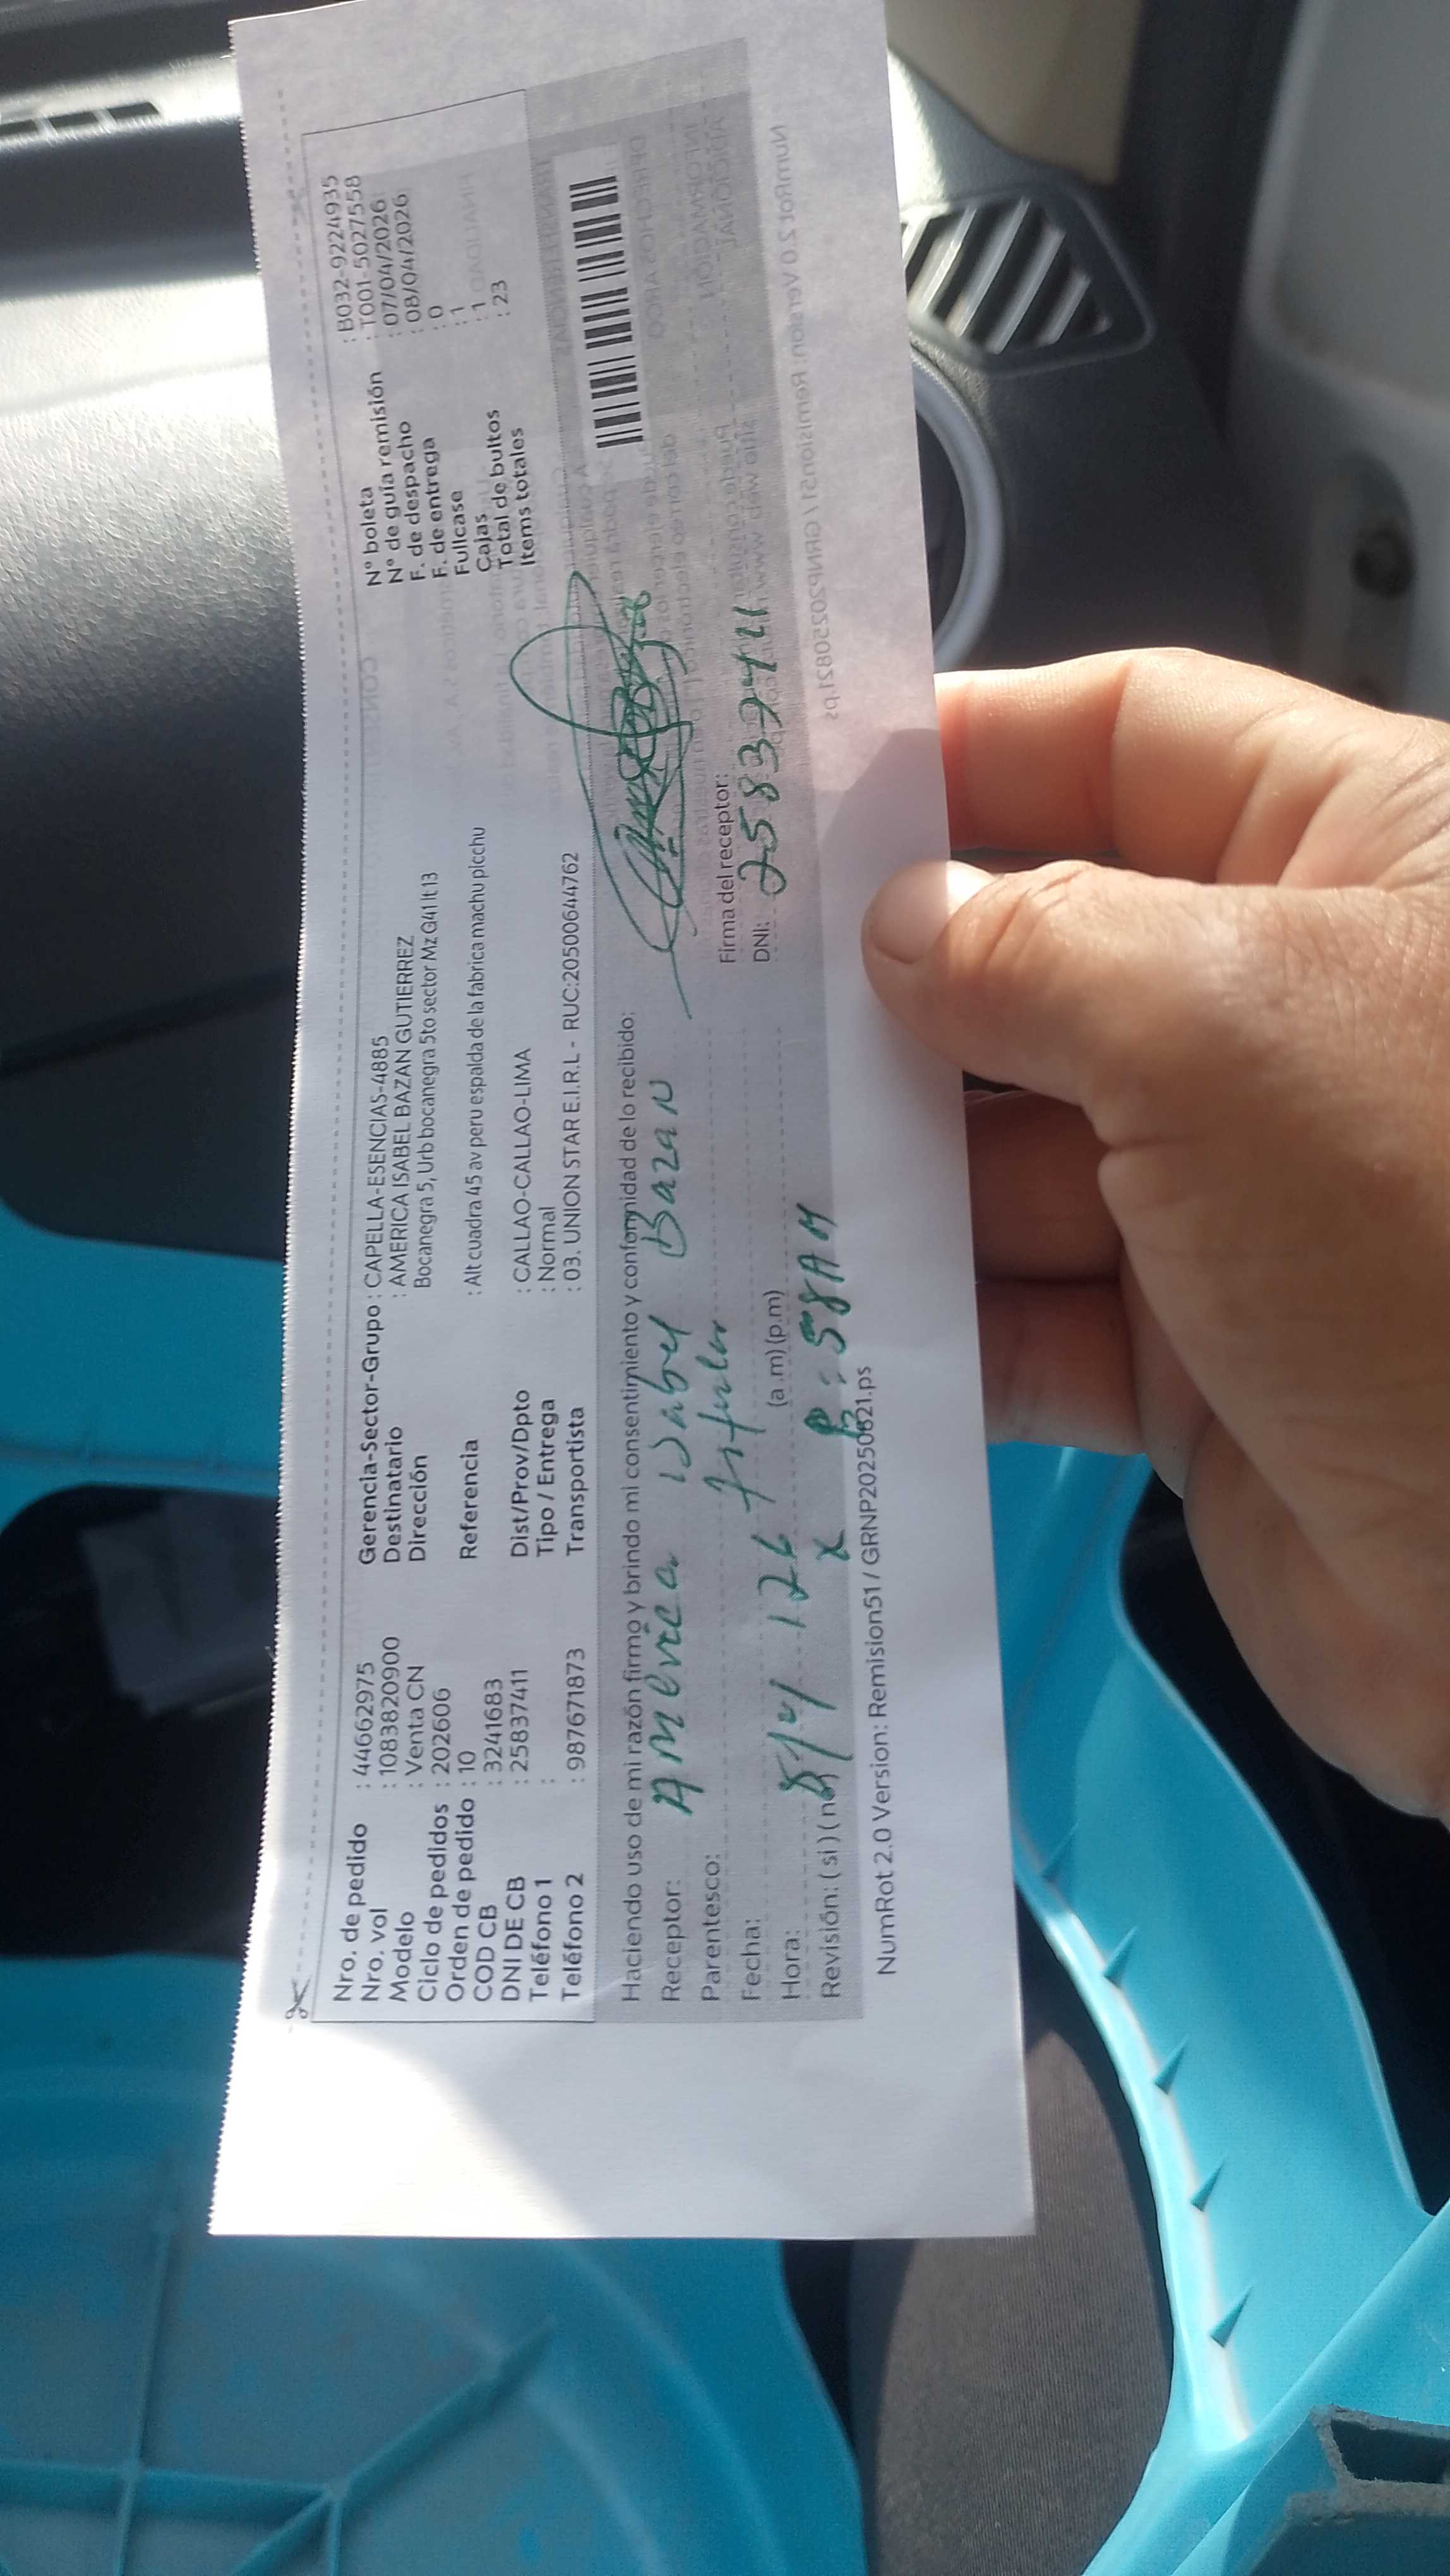 Nro. de pedido : 44662975
Nro. vol : 1083820900
Modelo : Venta CN
Ciclo de pedidos : 202606
Orden de pedido : 10
COD CB : 3241683
DNI DE CB : 25837411
Teléfono 1 :
Teléfono 2 : 987671873
Gerencia-Sector-Grupo : CAPELLA-ESENCIAS-4885
Destinatario : AMERICA ISABEL BAZAN GUTIERREZ
Dirección Bocanegra 5, Urb bocanegra 5to sector Mz G41 lt 13
Referencia : Alt cuadra 45 av peru espalda de la fabrica machu picchu
Dist/Prov/Dpto : CALLAO-CALLAO-LIMA
Tipo / Entrega : Normal
Transportista : 03. UNION STAR E.I.R.L - RUC:20500644762
N° boleta : B032-9224935
N° de guía remisión : T001-5027558
F. de despacho : 07/04/2026
F. de entrega : 08/04/2026
Fullcase : 0
Cajas : 1
Total de bultos : 1
Items totales : 23
Haciendo uso de mi razón firmo y brindo mi consentimiento y conformidad de lo recibido:
Receptor: America Isabel Bazan
Parentesco: Titular
Fecha: 8/4/26
Hora: (a.m) (p.m) :58 AM
Revisión: ( si ) ( no ) x
Firma del receptor:
DNI: 25837411
NumRot 2.0 Version: Remision51 / GRNP20250821.ps